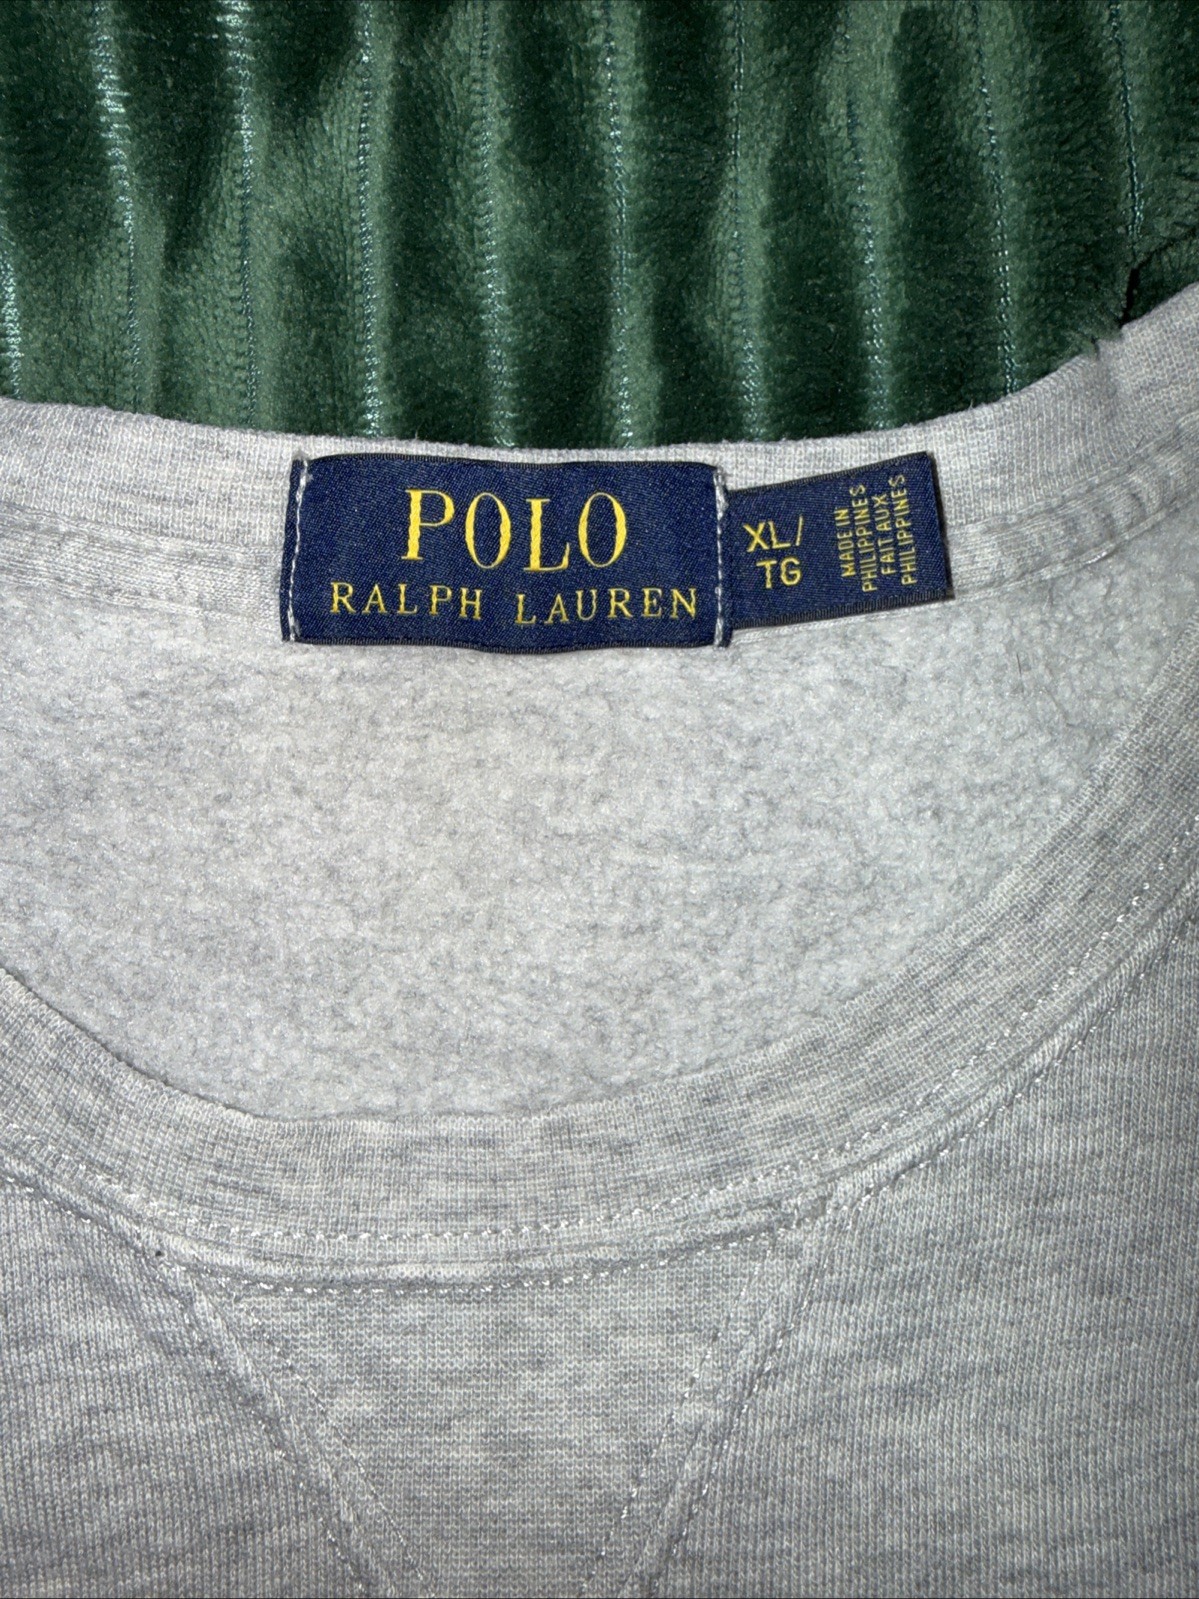 POLO
RALPH LAUREN
XL/
TG
MADE IN
PHILIPPINES
FAIT AUX
PHILIPPINES